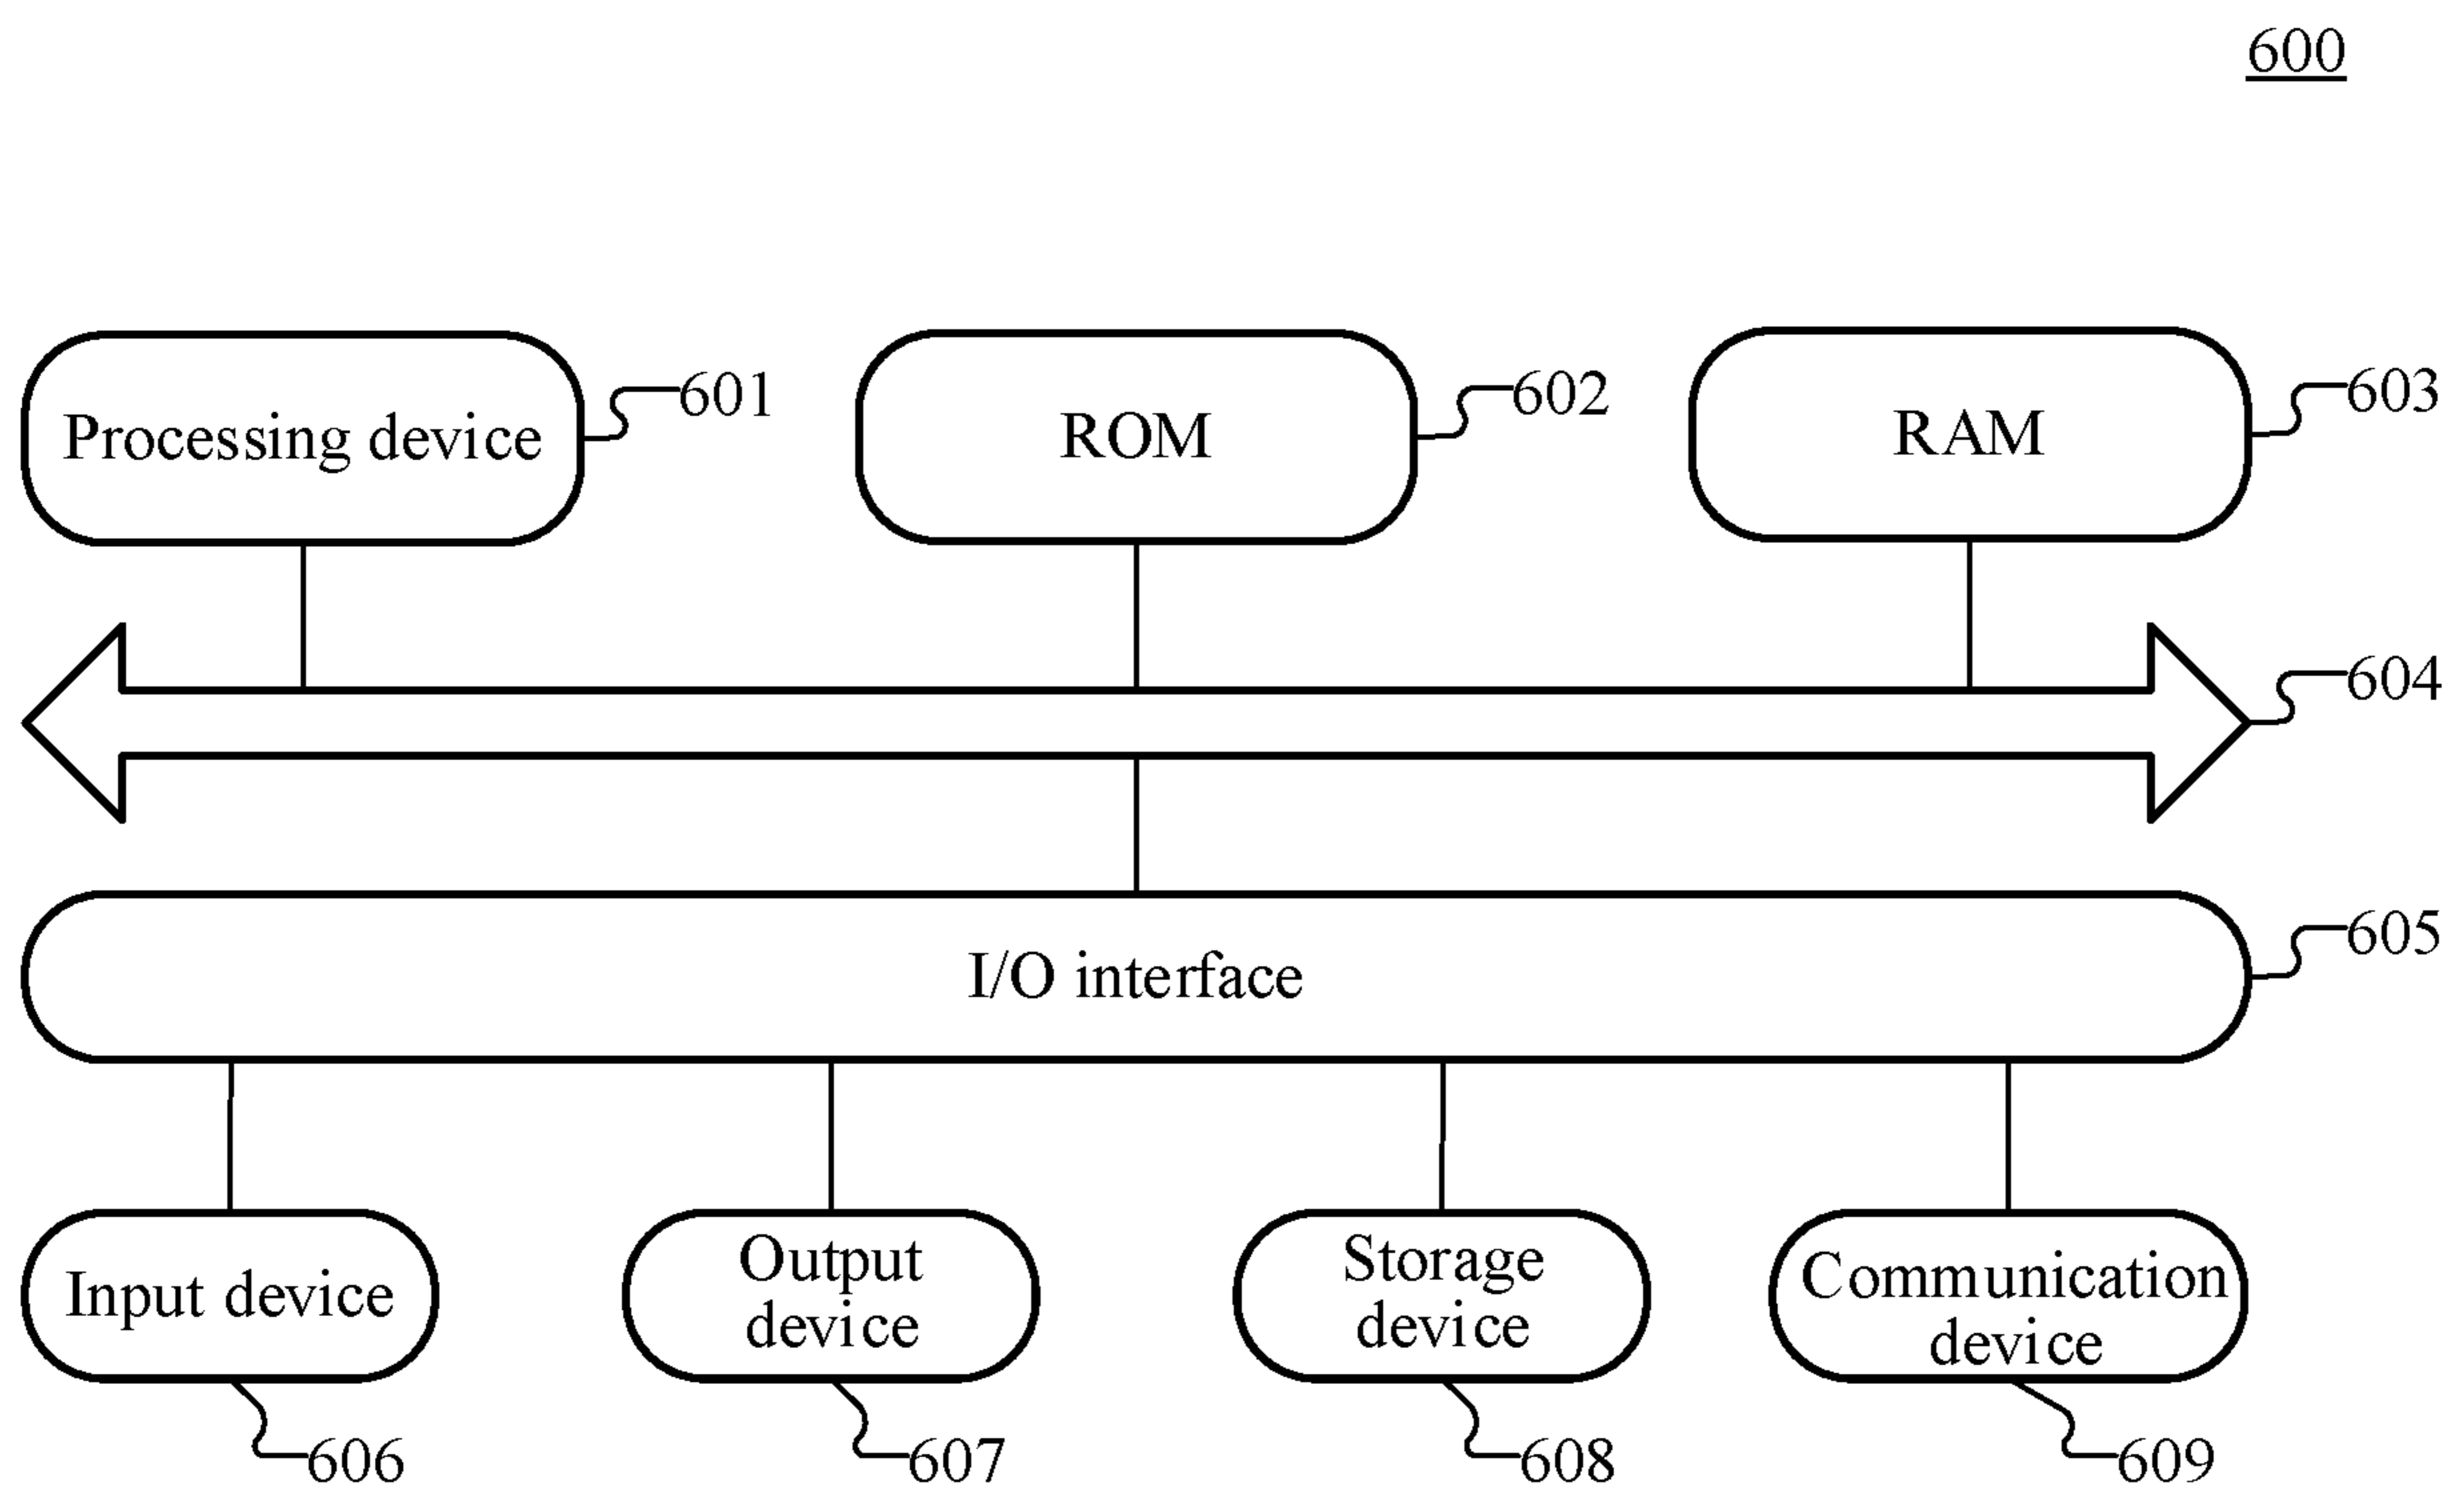 600
Processing device
601
ROM
602
RAM
603
604
I/O interface
605
Input device
Output
device
Storage
device
Communication
device
606
607
608
609